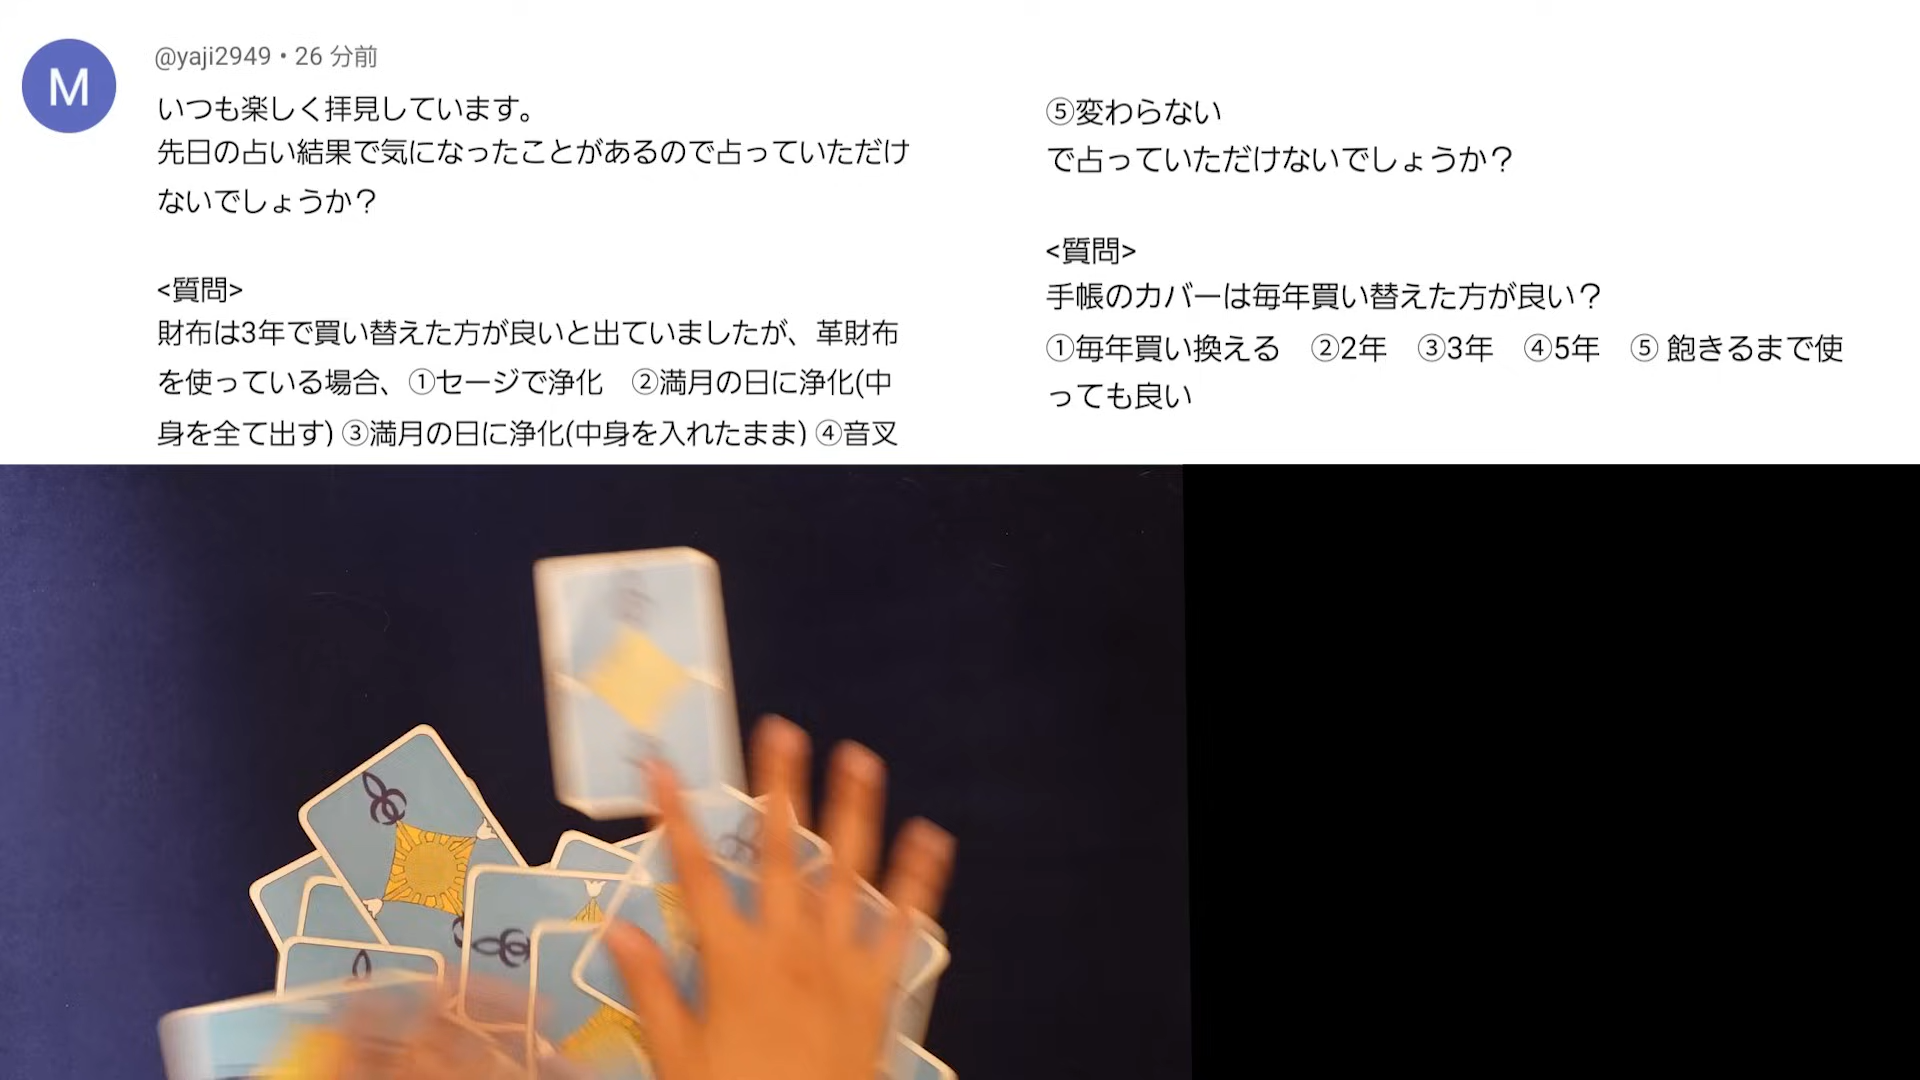 M
@yaji2949・26 分前
いつも楽しく拝見しています。
先日の占い結果で気になったことがあるので占っていただけ
ないでしょうか？
<質問>
財布は3年で買い替えた方が良いと出ていましたが、革財布
を使っている場合、①セージで浄化　②満月の日に浄化(中
身を全て出す) ③満月の日に浄化(中身を入れたまま) ④音叉
⑤変わらない
で占っていただけないでしょうか？
<質問>
手帳のカバーは毎年買い替えた方が良い？
①毎年買い換える　②2年　③3年　④5年　⑤ 飽きるまで使
っても良い